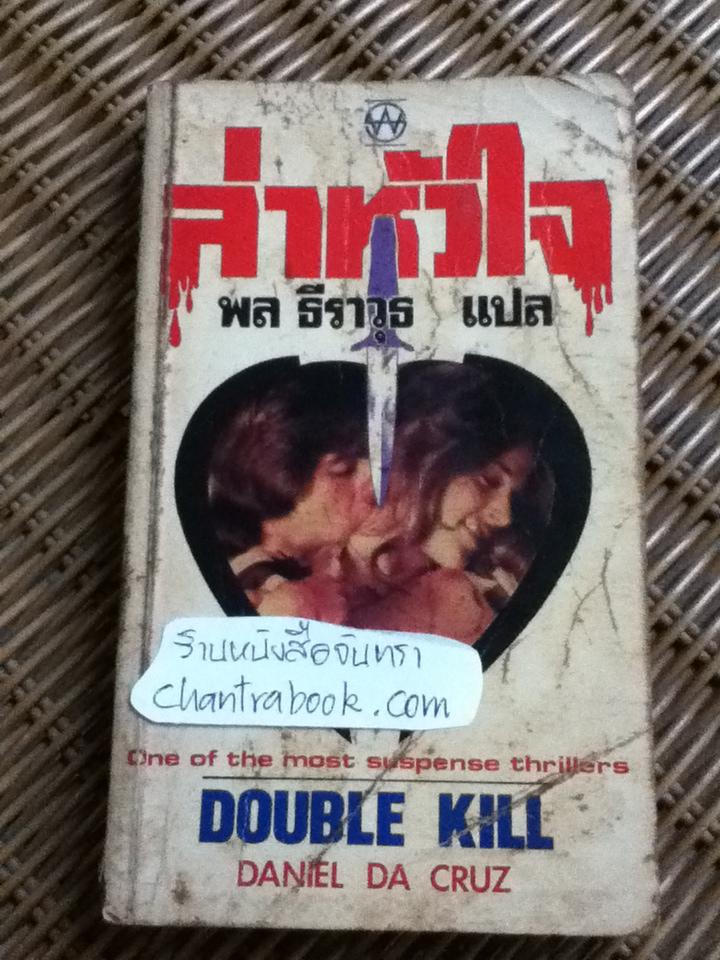 ล่าหัวใจ
พล ธีราวุธ แปล
ร้านหนังสือจันทรา
chantrabook.com
One of the most suspense thrillers
DOUBLE KILL
DANIEL DA CRUZ